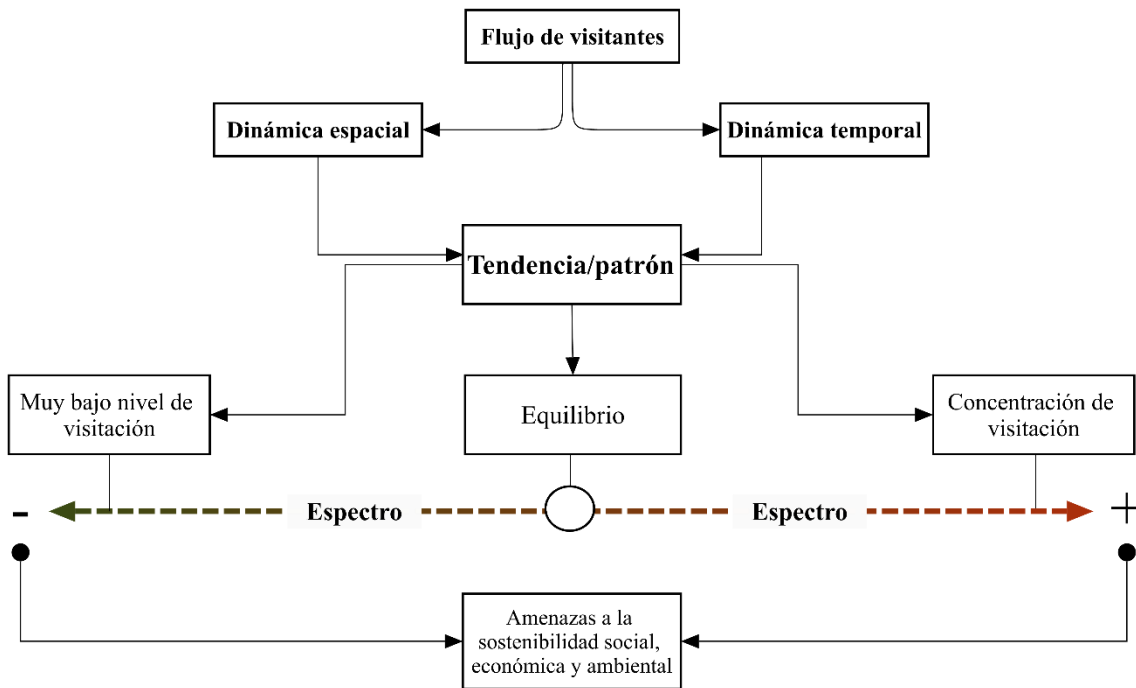 Flujo de visitantes
Dinámica espacial
Dinámica temporal
Tendencia/patrón
Muy bajo nivel de
visitación
Equilibrio
Concentración de
visitación
-
Espectro
Espectro
+
Amenazas a la
sostenibilidad social,
económica y ambiental